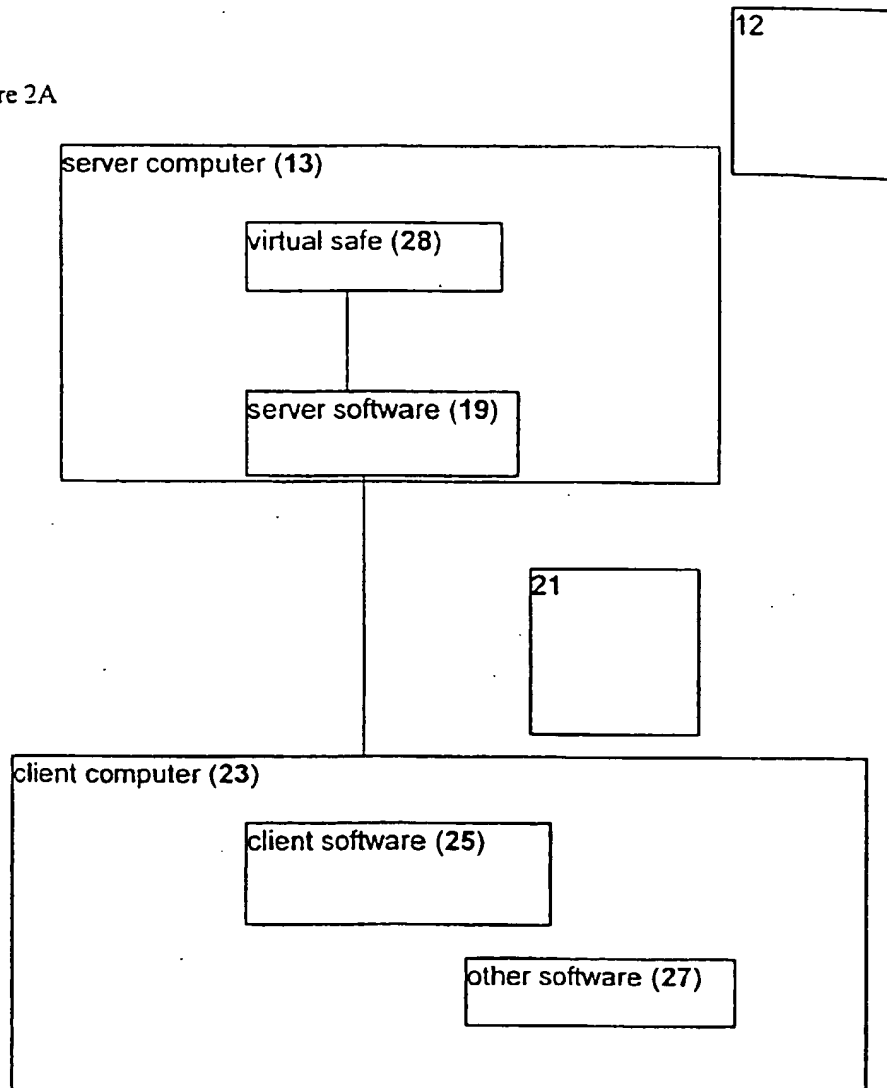 12
re 2A
server computer (13)
virtual safe (28)
server software (19)
21
client computer (23)
client software (25)
other software (27)